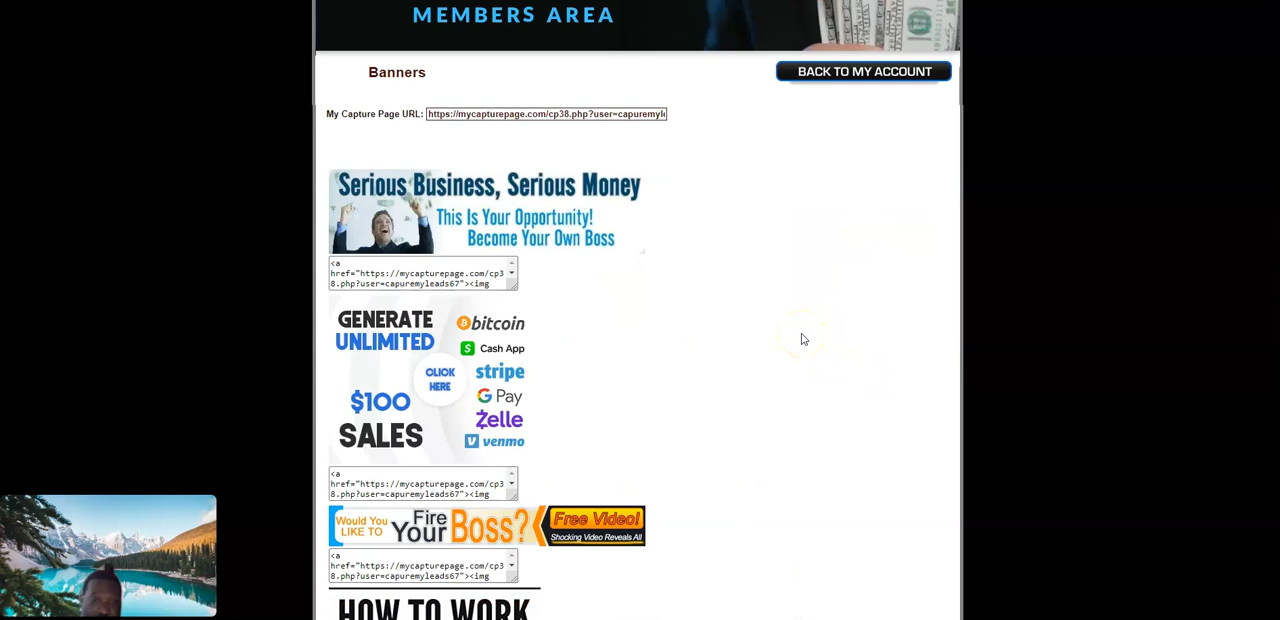 MEMBERS AREA
Banners
BACK TO MY ACCOUNT
My Capture Page URL: https://mycapturepage.com/cp38.php?user=capuremyl
Serious Business, Serious Money
This Is Your Opportunity!
Become Your Own Boss
<a
href="https://mycapturepage.com/cp3
8.php?user=capuremyleads67"><img
GENERATE
UNLIMITED
$100
SALES
CLICK
HERE
bitcoin
Cash App
stripe
G Pay
Zelle
venmo
<a
href="https://mycapturepage.com/cp3
8.php?user=capuremyleads67"><img
Would You
LIKE TO
Fire
Your Boss?
Free Video!
Shocking Video Reveals All
<a
href="https://mycapturepage.com/cp3
8.php?user=capuremyleads67"><img
HOW TO WORK